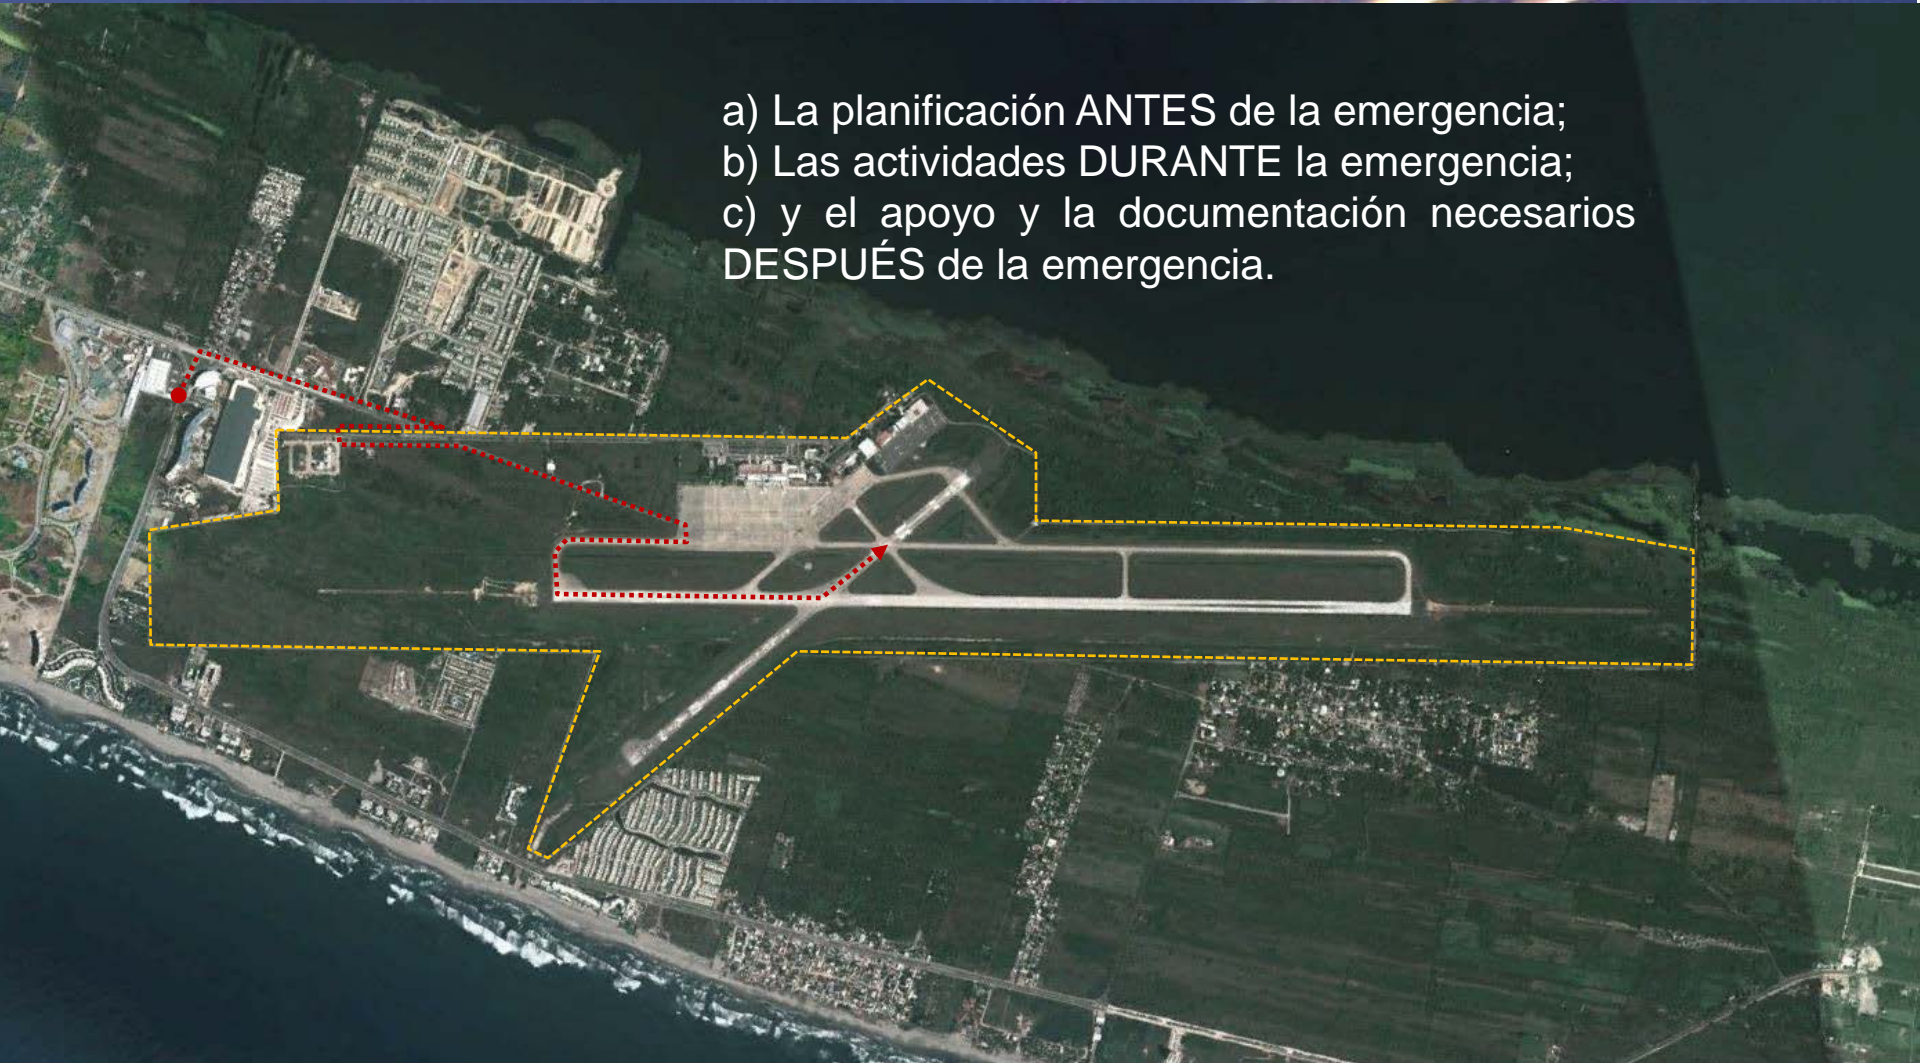 a) La planificación ANTES de la emergencia;
b) Las actividades DURANTE la emergencia;
c) y el apoyo y la documentación necesarios
DESPUÉS de la emergencia.